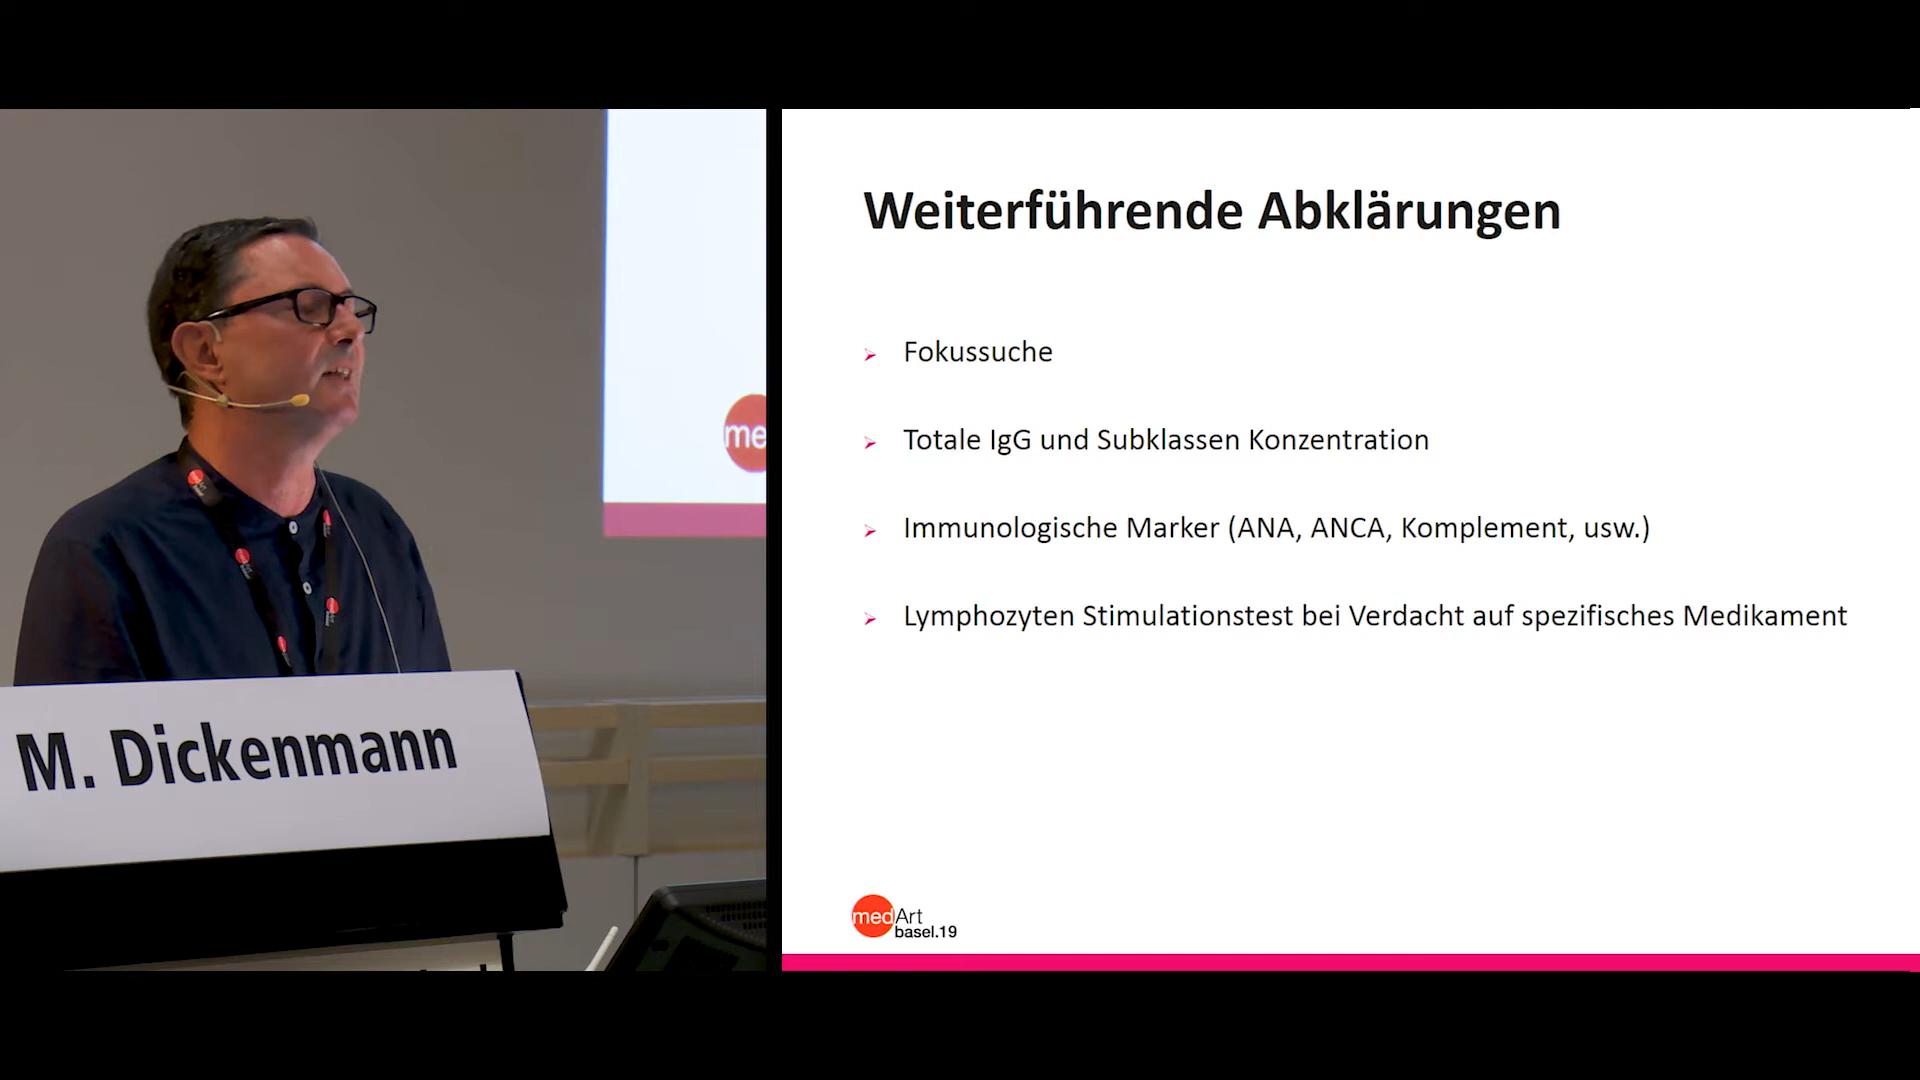 me
M. Dickenmann
Weiterführende Abklärungen
Fokussuche
Totale IgG und Subklassen Konzentration
Immunologische Marker (ANA, ANCA, Komplement, usw.)
Lymphozyten Stimulationstest bei Verdacht auf spezifisches Medikament
medArt
basel.19